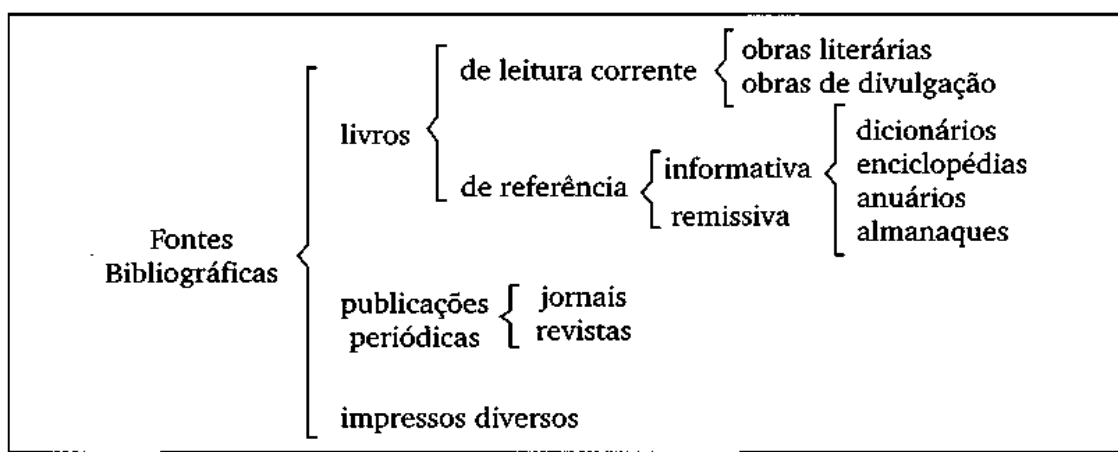 Fontes
Bibliográficas
livros
de leitura corrente
obras literárias
obras de divulgação
de referência
informativa
dicionários
enciclopédias
anuários
almanaques
remissiva
publicações
periódicas
jornais
revistas
impressos diversos